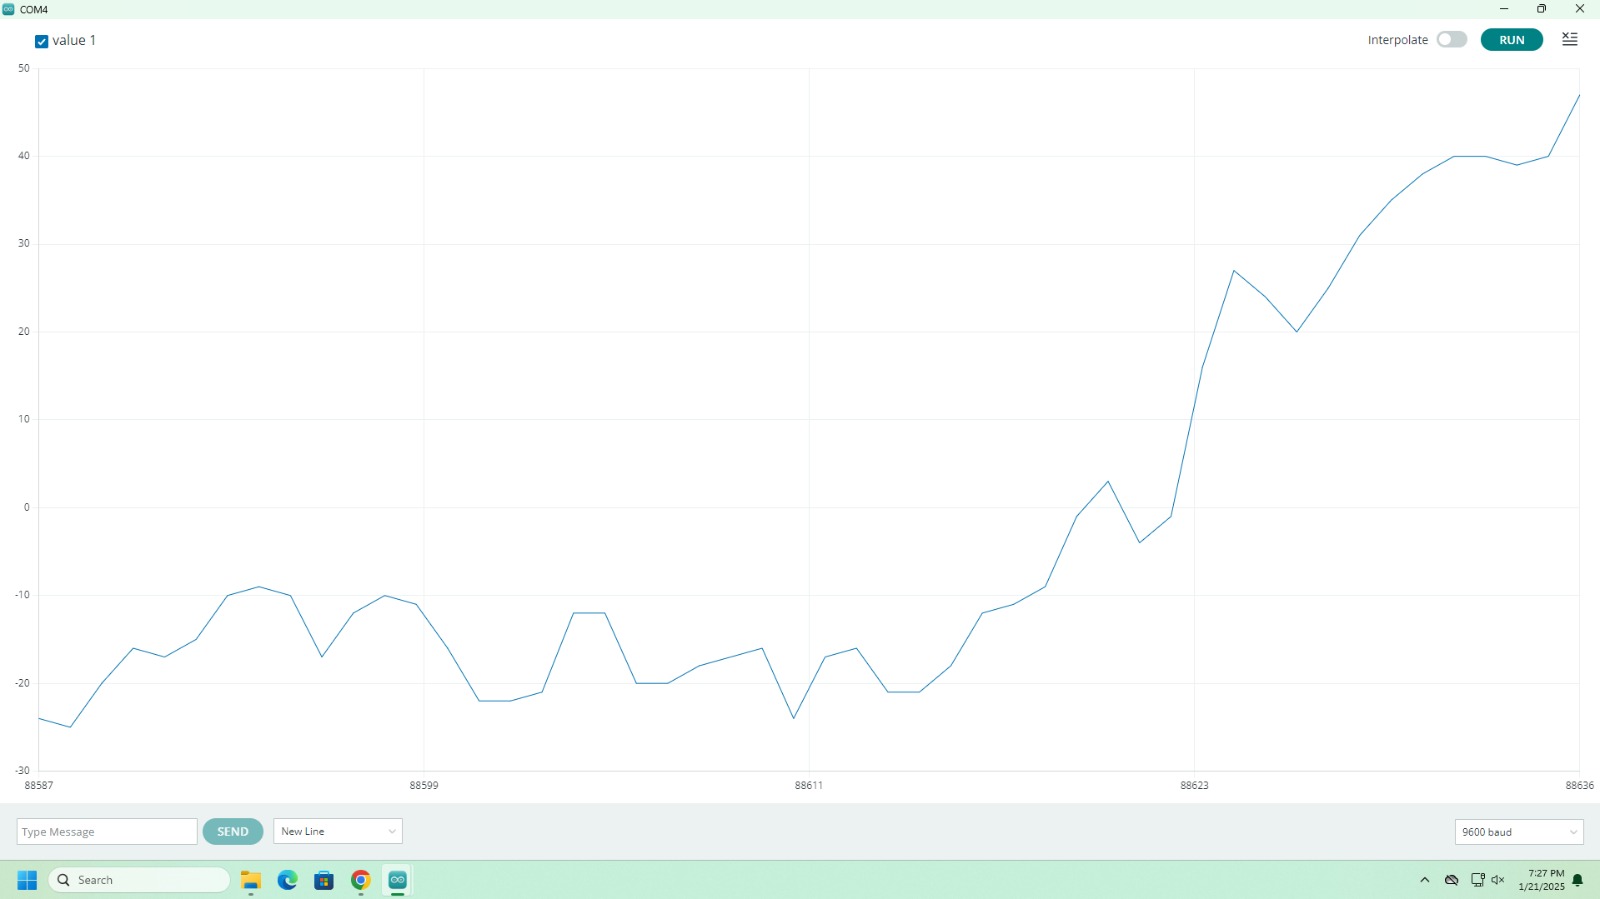 COM4
value 1
Interpolate
RUN
50
40
30
20
10
0
-10
-20
-30
88587
88599
88611
88623
88636
Type Message
SEND
New Line
9600 baud
Search
7:27 PM
1/21/2025